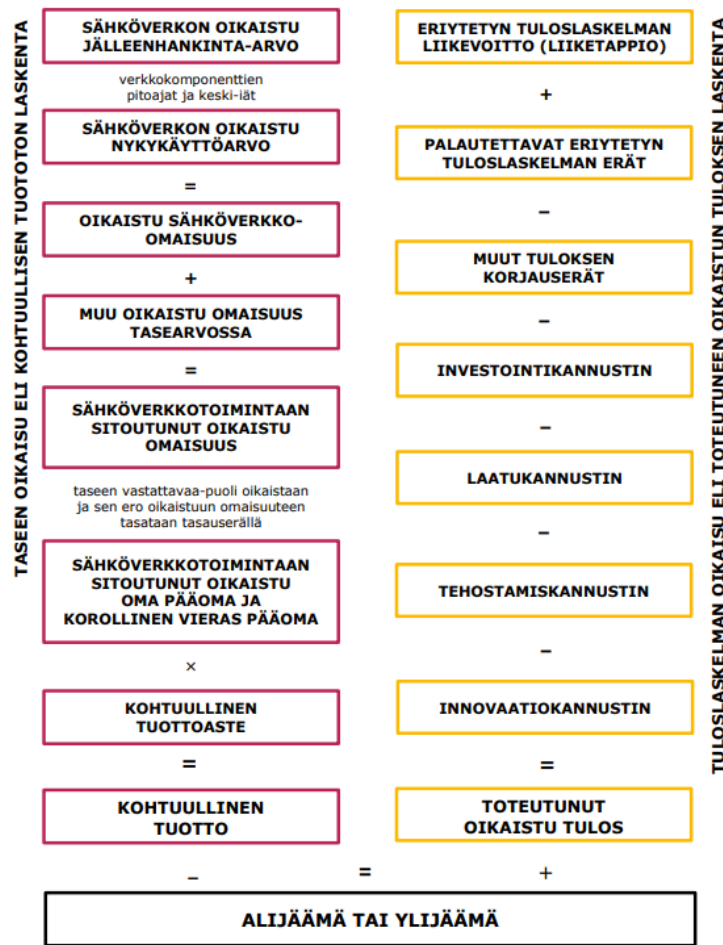 TASEEN OIKAISU ELI KOHTUULLISEN TUOTOTON LASKENTA
SÄHKÖVERKON OIKAISTU
JÄLLEENHANKINTA-ARVO
verkkokomponenttien
pitoajat ja keski-iät
SÄHKÖVERKON OIKAISTU
NYKYKÄYTTÖARVO
=
OIKAISTU SÄHKÖVERKKO-
OMAISUUS
+
MUU OIKAISTU OMAISUUS
TASEARVOSSA
=
SÄHKÖVERKKOTOIMINTAAN
SITOUTUNUT OIKAISTU
OMAISUUS
taseen vastattavaa-puoli oikaistaan
ja sen ero oikaistuun omaisuuteen
tasataan tasauserällä
SÄHKÖVERKKOTOIMINTAAN
SITOUTUNUT OIKAISTU
OMA PÄÄOMA JA
KOROLLINEN VIERAS PÄÄOMA
×
KOHTUULLINEN
TUOTTOASTE
=
KOHTUULLINEN
TUOTTO
ERIYTETYN TULOSLASKELMAN
LIIKEVOITTO (LIIKETAPPIO)
+
PALAUTETTAVAT ERIYTETYN
TULOSLASKELMAN ERÄT
–
MUUT TULOKSEN
KORJAUSERÄT
–
INVESTOINTIKANNUSTIN
–
LAATUKANNUSTIN
–
TEHOSTAMISKANNUSTIN
–
INNOVAATIOKANNUSTIN
=
TOTEUTUNUT
OIKAISTU TULOS
TULOSLASKELMAN OIKAISU ELI TOTEUTUNEEN OIKAISTUN TULOKSEN LASKENTA
– = +
ALIJÄÄMÄ TAI YLIJÄÄMÄ